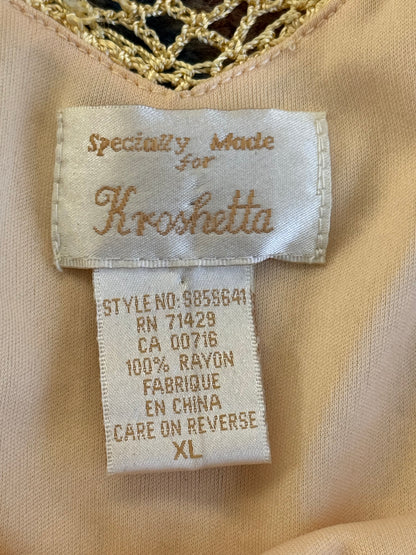 Specially Made
for
Kroshetta
STYLE NO: 9859641
RN 71429
CA 00716
100% RAYON
FABRIQUE
EN CHINA
CARE ON REVERSE
XL